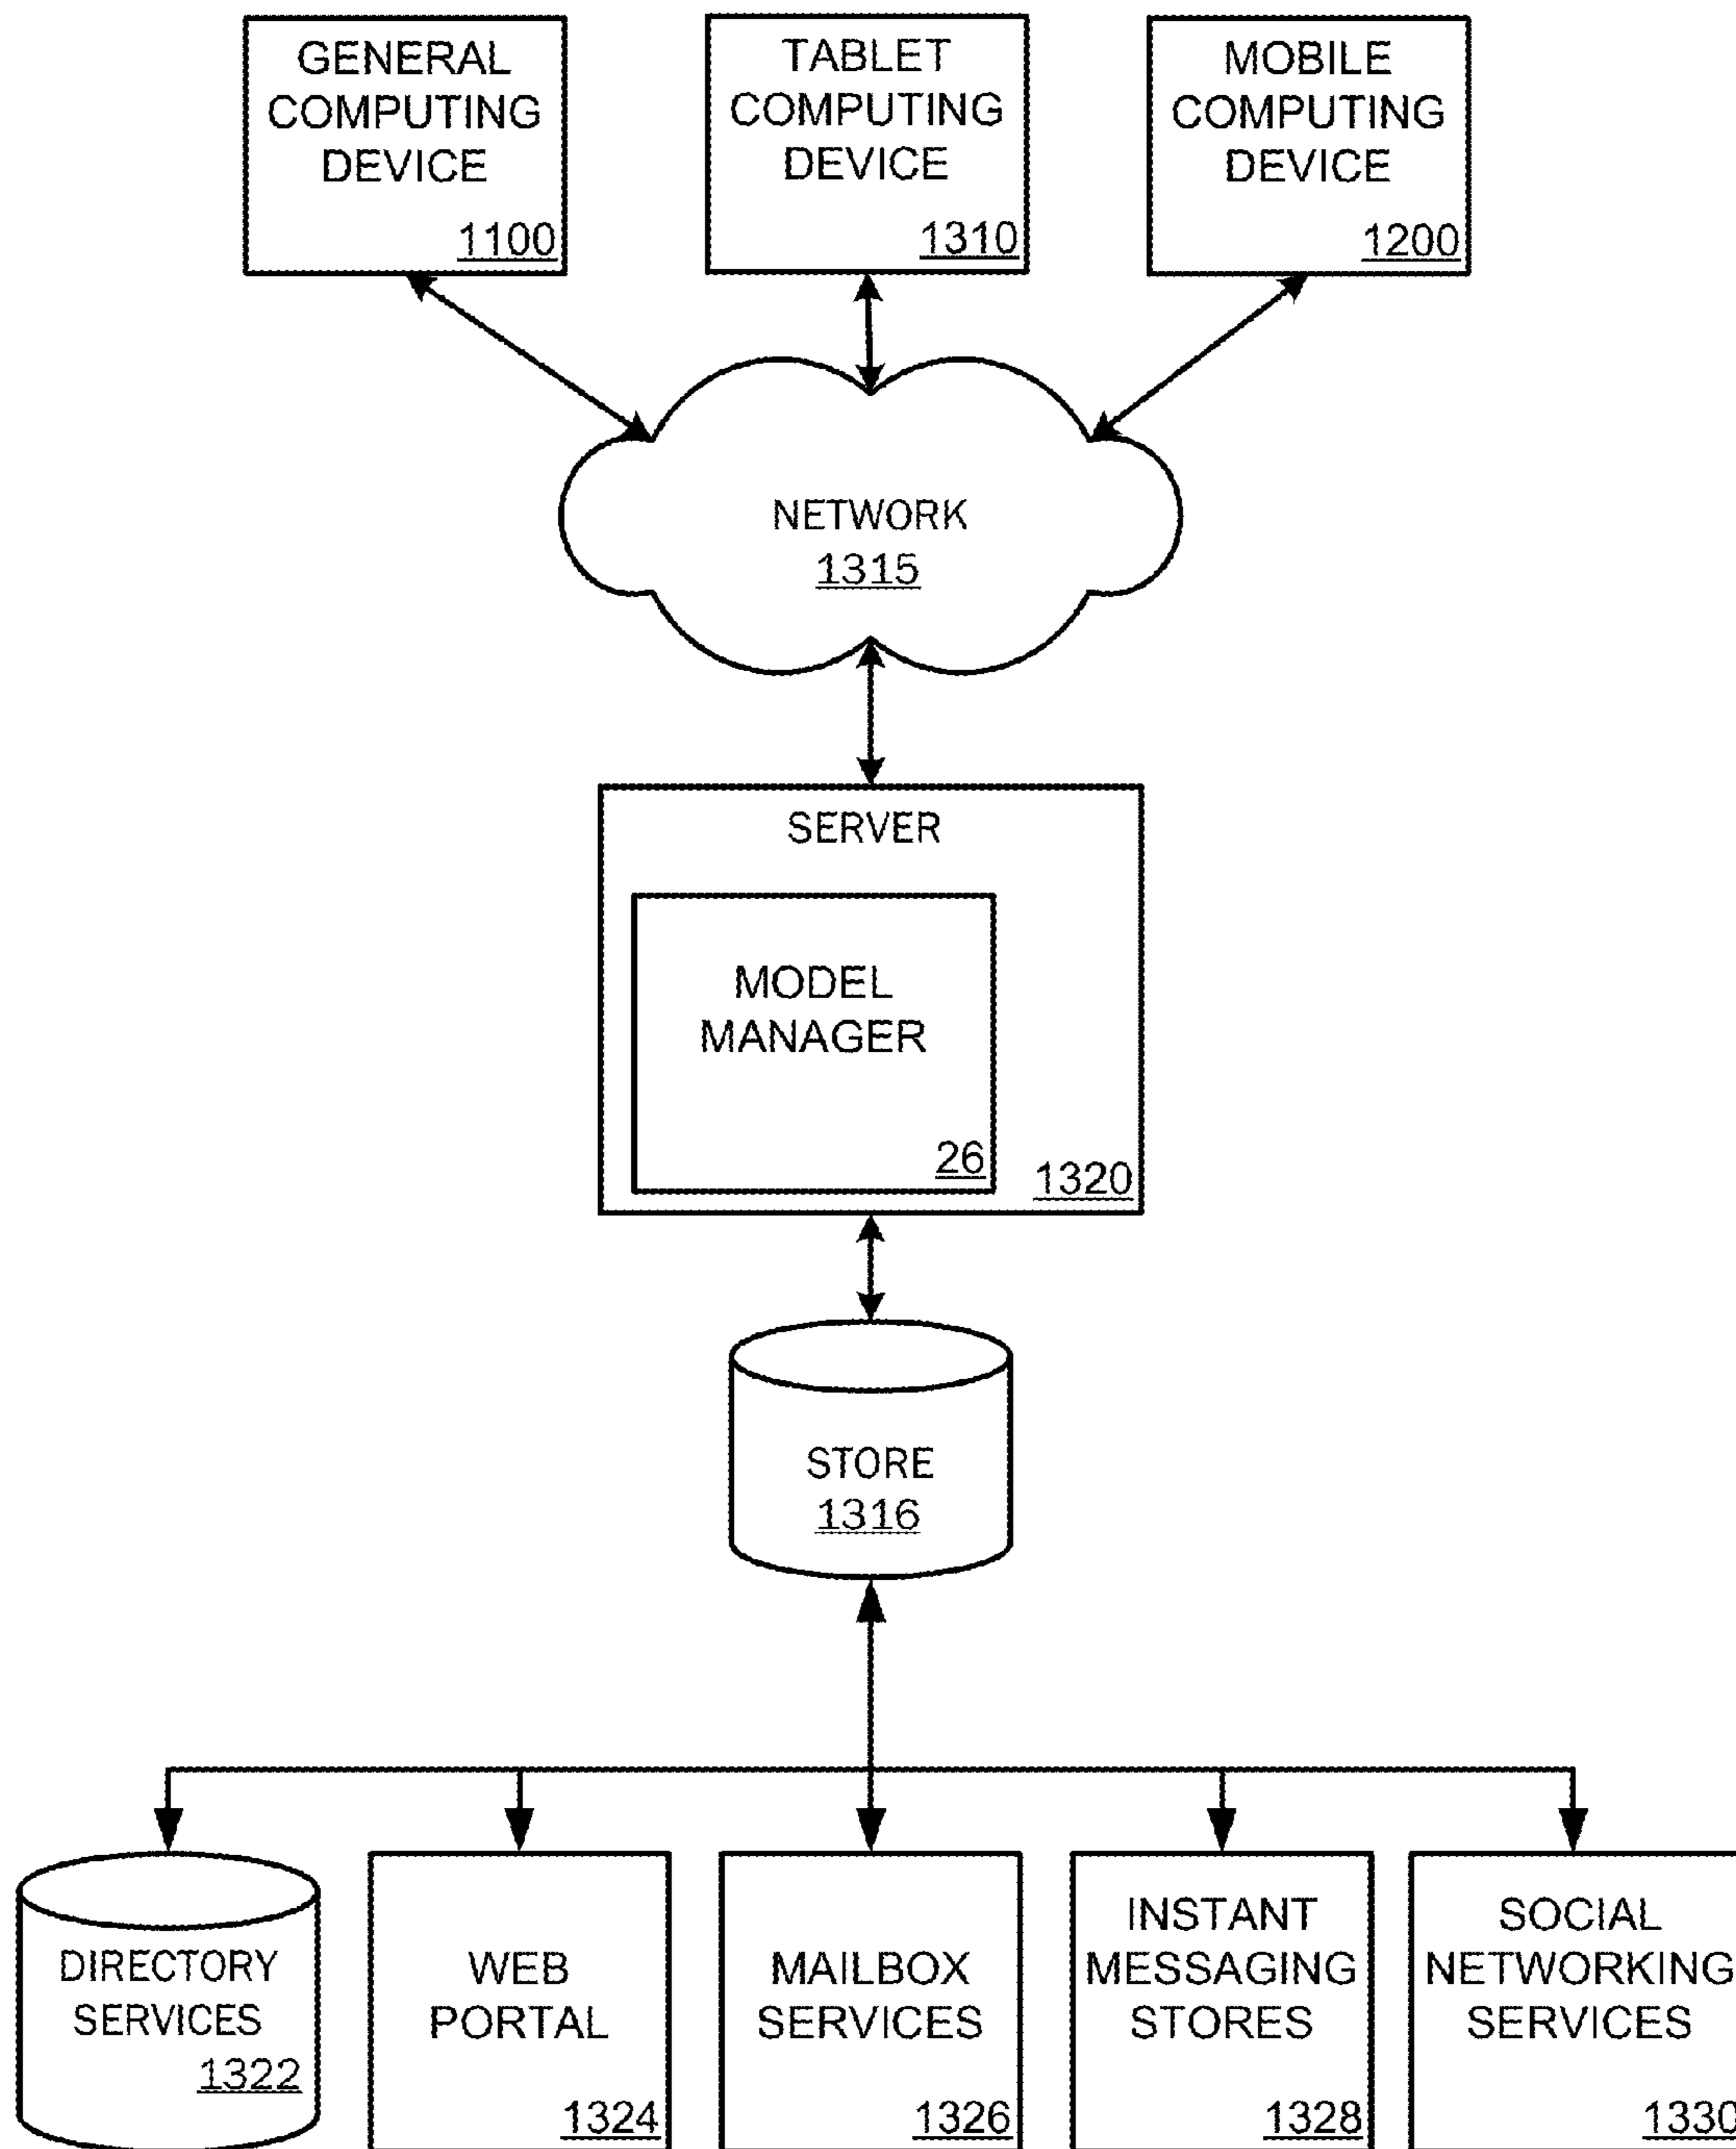 GENERAL
COMPUTING
DEVICE
1100
TABLET
COMPUTING
DEVICE
1310
MOBILE
COMPUTING
DEVICE
1200
NETWORK
1315
SERVER
MODEL
MANAGER
26
1320
STORE
1316
DIRECTORY
SERVICES
1322
WEB
PORTAL
1324
MAILBOX
SERVICES
1326
INSTANT
MESSAGING
STORES
1328
SOCIAL
NETWORKING
SERVICES
1330